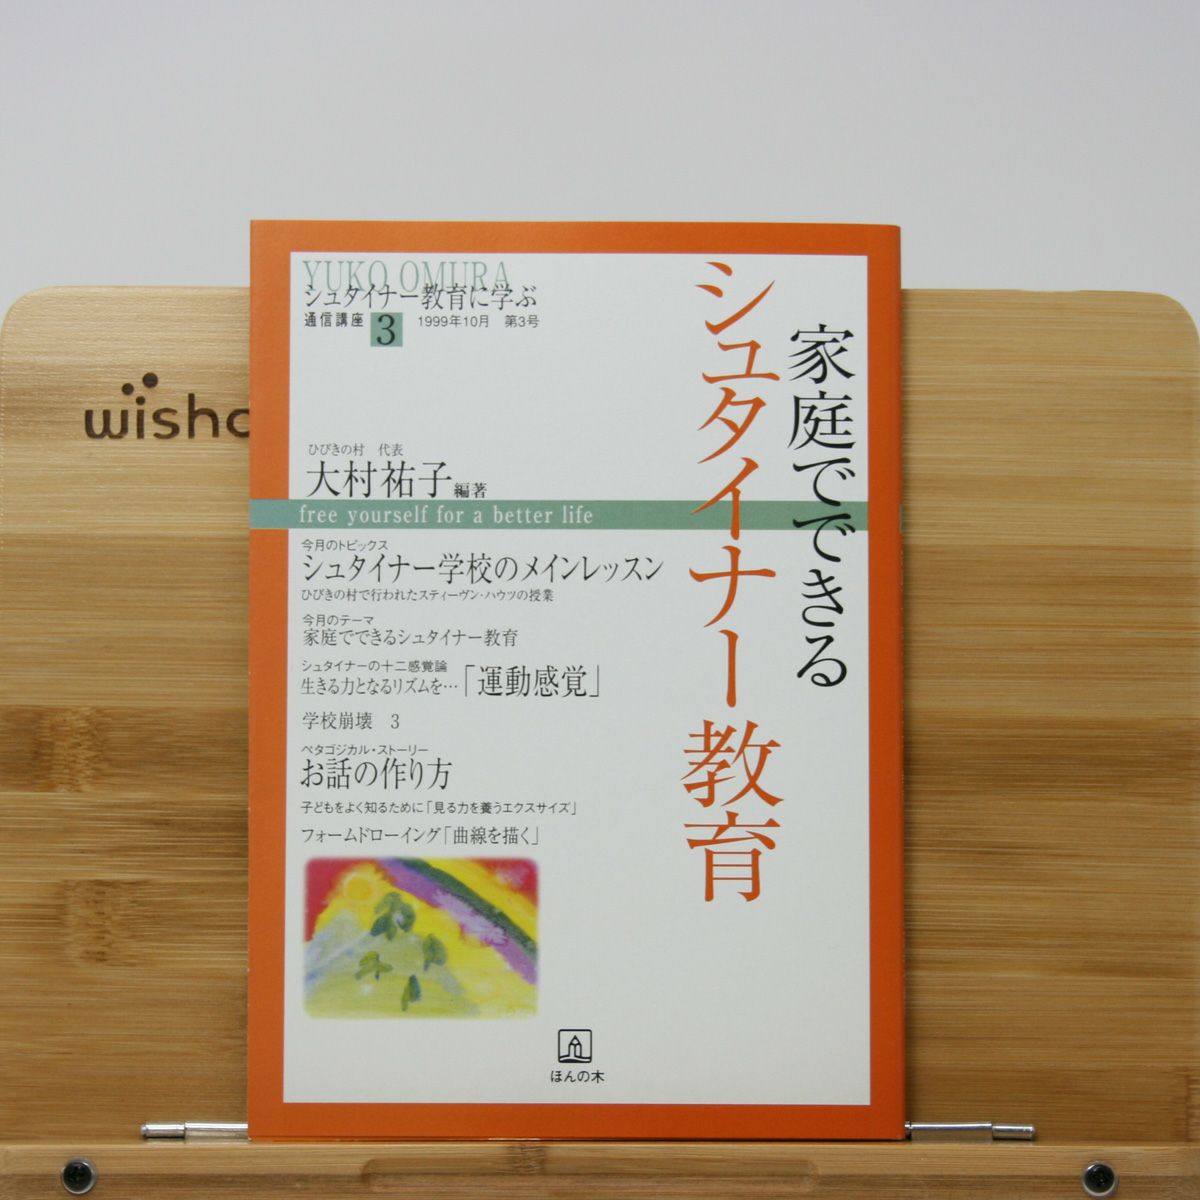 YUKO OMURA
シュタイナー教育に学ぶ
通信講座 3 1999年10月 第3号
家庭でできる
シュタイナー教育
wisho
ひびきの村 代表
大村祐子 編著
free yourself for a better life
今月のトピックス
シュタイナー学校のメインレッスン
ひびきの村で行われたスティーヴン・ハウツの授業
今月のテーマ
家庭でできるシュタイナー教育
シュタイナーの十二感覚論
生きる力となるリズムを…「運動感覚」
学校崩壊 3
ペタゴジカル・ストーリー
お話の作り方
子どもをよく知るために「見る力を養うエクスサイズ」
フォームドローイング「曲線を描く」
ほんの木